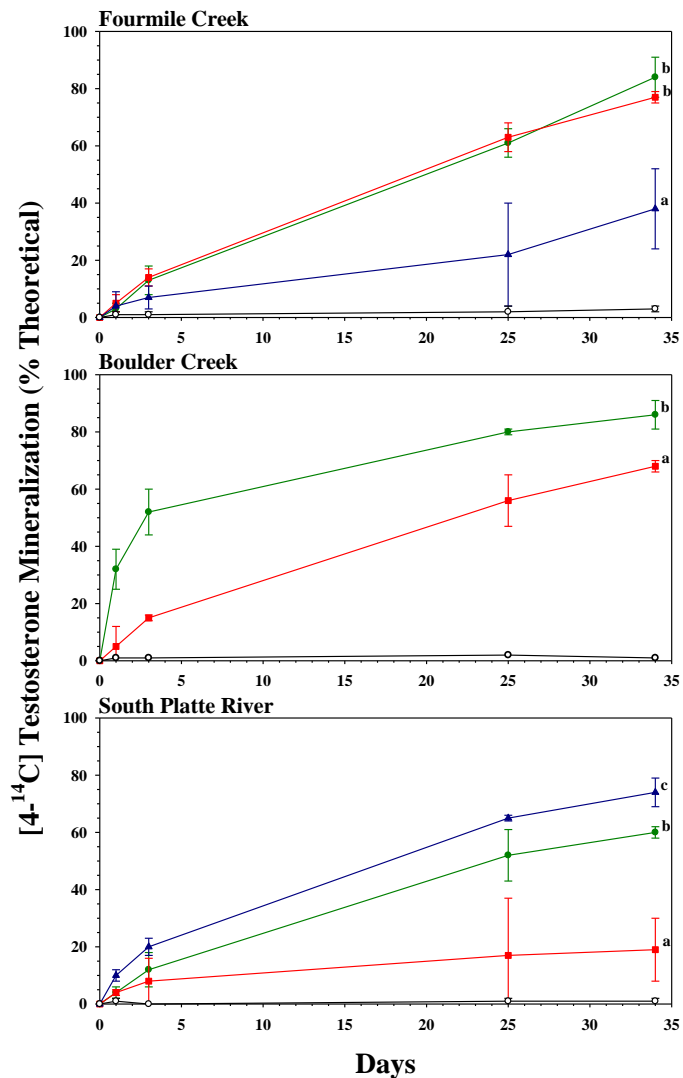 Fourmile Creek
100
80
60
40
20
0
0 5 10 15 20 25 30 35
b
b
a
Boulder Creek
100
80
60
40
20
0
0 5 10 15 20 25 30 35
b
a
South Platte River
100
80
60
40
20
0
0 5 10 15 20 25 30 35
c
b
a
[4-¹⁴C] Testosterone Mineralization (% Theoretical)
Days